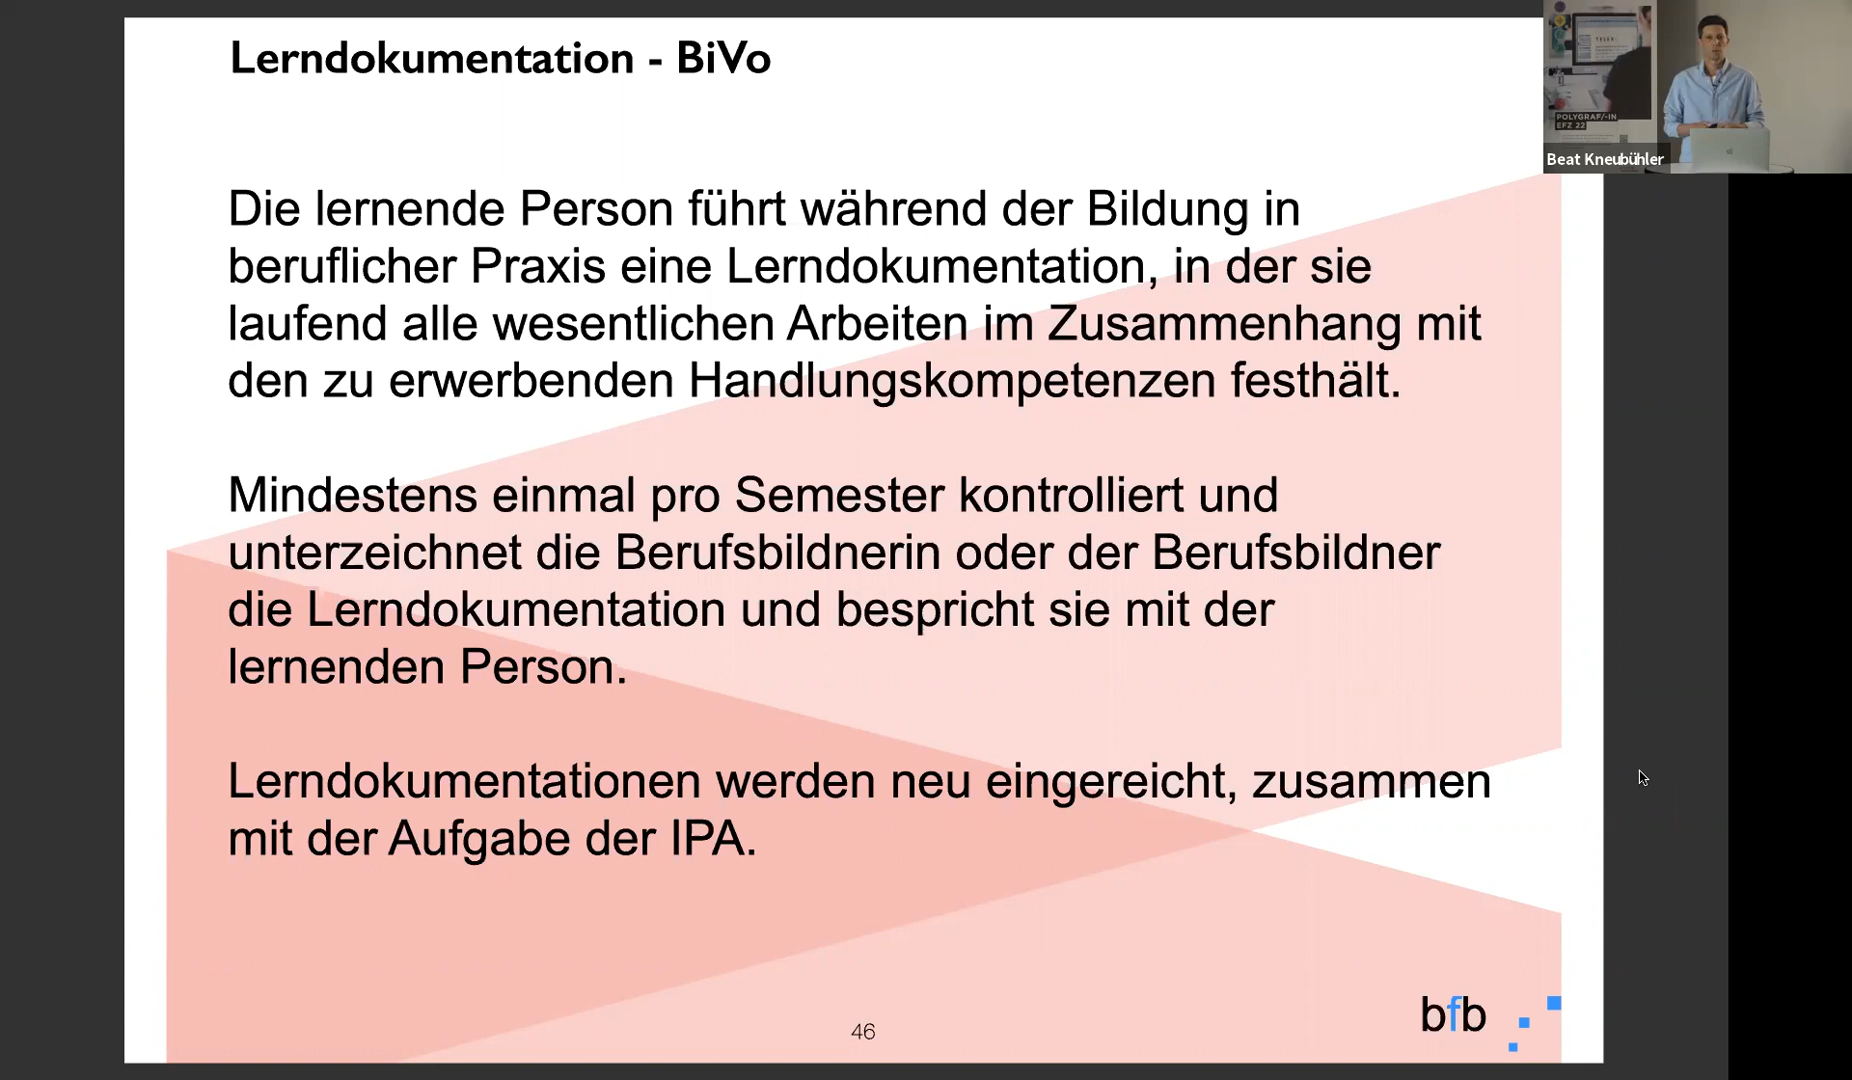 Lerndokumentation - BiVo
Die lernende Person führt während der Bildung in
beruflicher Praxis eine Lerndokumentation, in der sie
laufend alle wesentlichen Arbeiten im Zusammenhang mit
den zu erwerbenden Handlungskompetenzen festhält.
Mindestens einmal pro Semester kontrolliert und
unterzeichnet die Berufsbildnerin oder der Berufsbildner
die Lerndokumentation und bespricht sie mit der
lernenden Person.
Lerndokumentationen werden neu eingereicht, zusammen
mit der Aufgabe der IPA.
46
bfb
POLYGRAF/-IN
EFZ 22
Beat Kneubühler